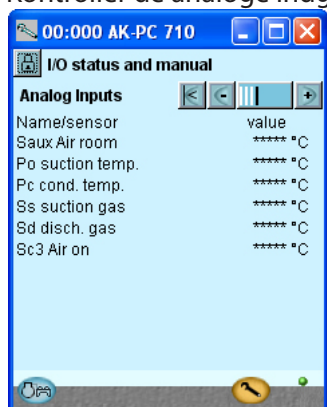 Kontroller de analoge indg
00:000 AK-PC 710
I/O status and manual
Analog Inputs
Name/sensor value
Saux Air room ***** °C
Po suction temp. ***** °C
Pc cond. temp. ***** °C
Ss suction gas ***** °C
Sd disch. gas ***** °C
Sc3 Air on ***** °C